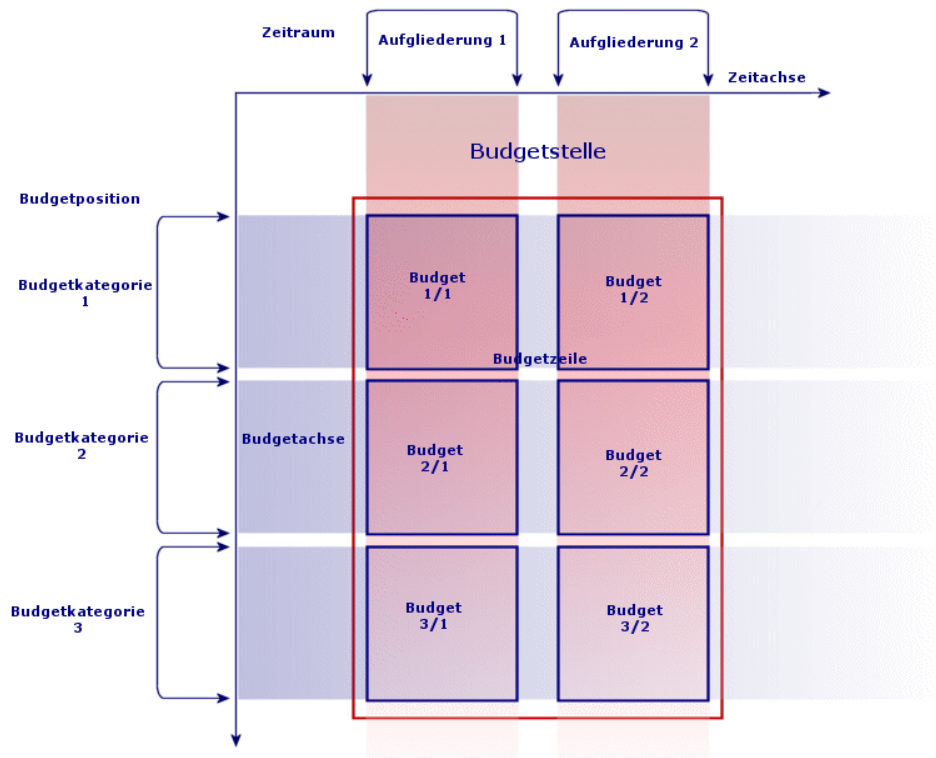 Zeitraum
Aufgliederung 1
Aufgliederung 2
Zeitachse
Budgetstelle
Budgetposition
Budgetkategorie
1
Budget
1/1
Budget
1/2
Budgetzeile
Budgetkategorie
2
Budgetachse
Budget
2/1
Budget
2/2
Budgetkategorie
3
Budget
3/1
Budget
3/2